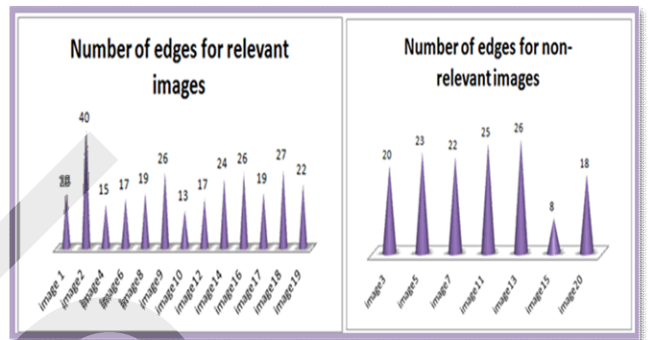 Number of edges for relevant
images
40
15 17 19 26 13 17 24 26 19 27 22
image 1 image2 image4 image6 image8 image9 image10 image12 image14 image16 image17 image18 image19
Number of edges for non-
relevant images
20 23 22 25 26 8 18
image3 image5 image7 image11 image13 image15 image20